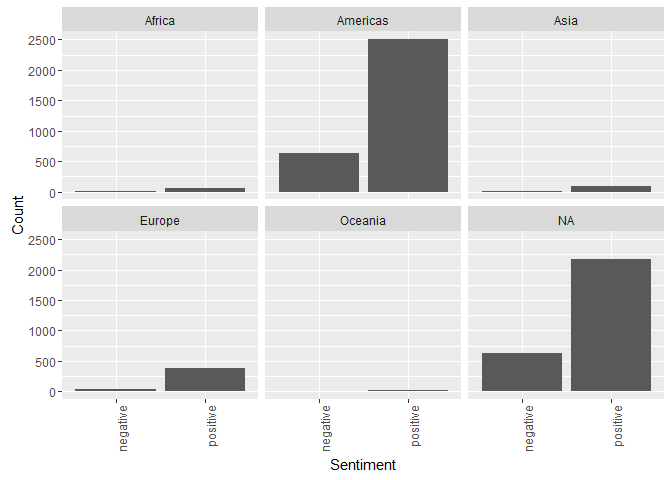 Africa Americas Asia
2500
2000
1500
1000
500
0
Europe Oceania NA
2500
2000
1500
1000
500
0
Count
negative positive negative positive negative positive
Sentiment